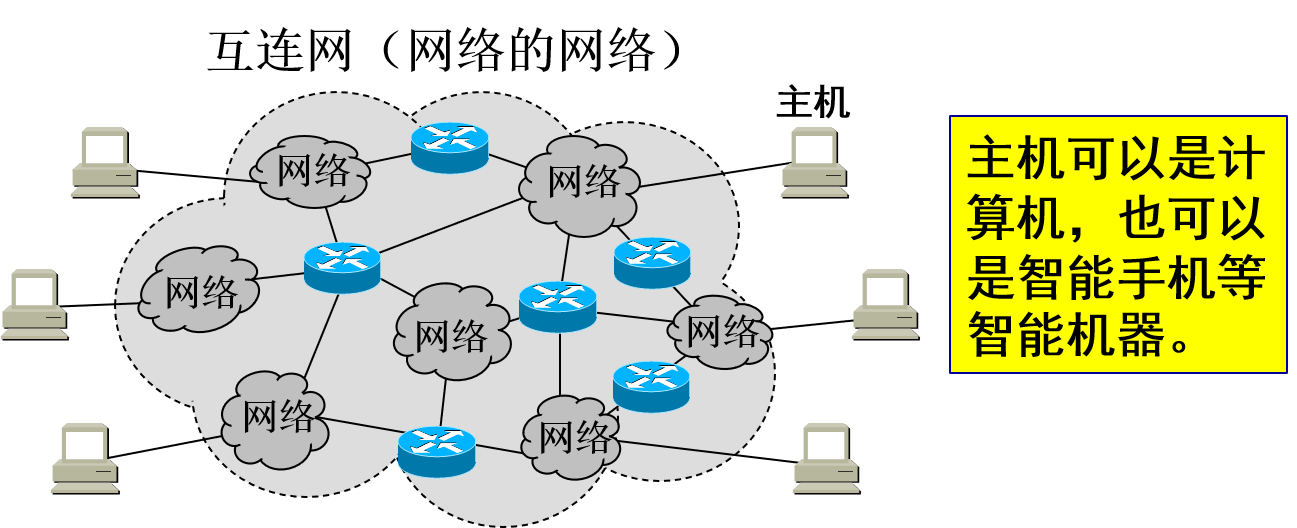 互连网（网络的网络）
主机
网络
网络
网络
网络
网络
网络
网络
主机可以是计
算机，也可以
是智能手机等
智能机器。